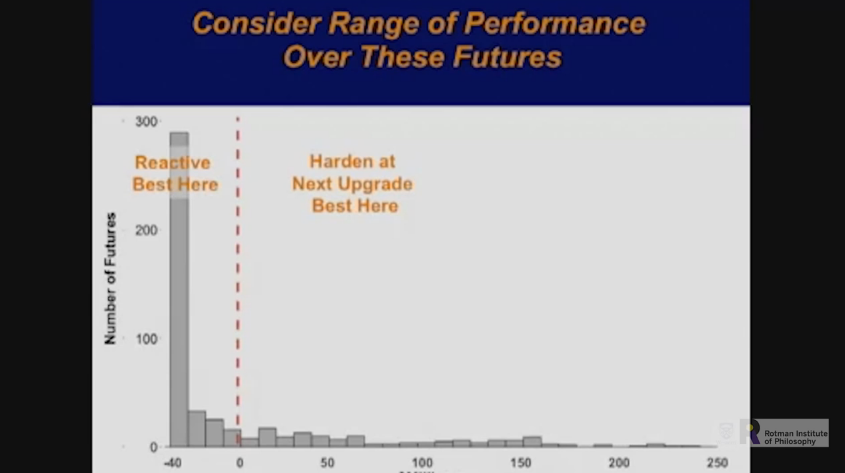 Consider Range of Performance
Over These Futures
300
Reactive
Best Here
Harden at
Next Upgrade
Best Here
200
Number of Futures
100
0
-40
0
50
100
150
200
250
Rotman Institute
of Philosophy